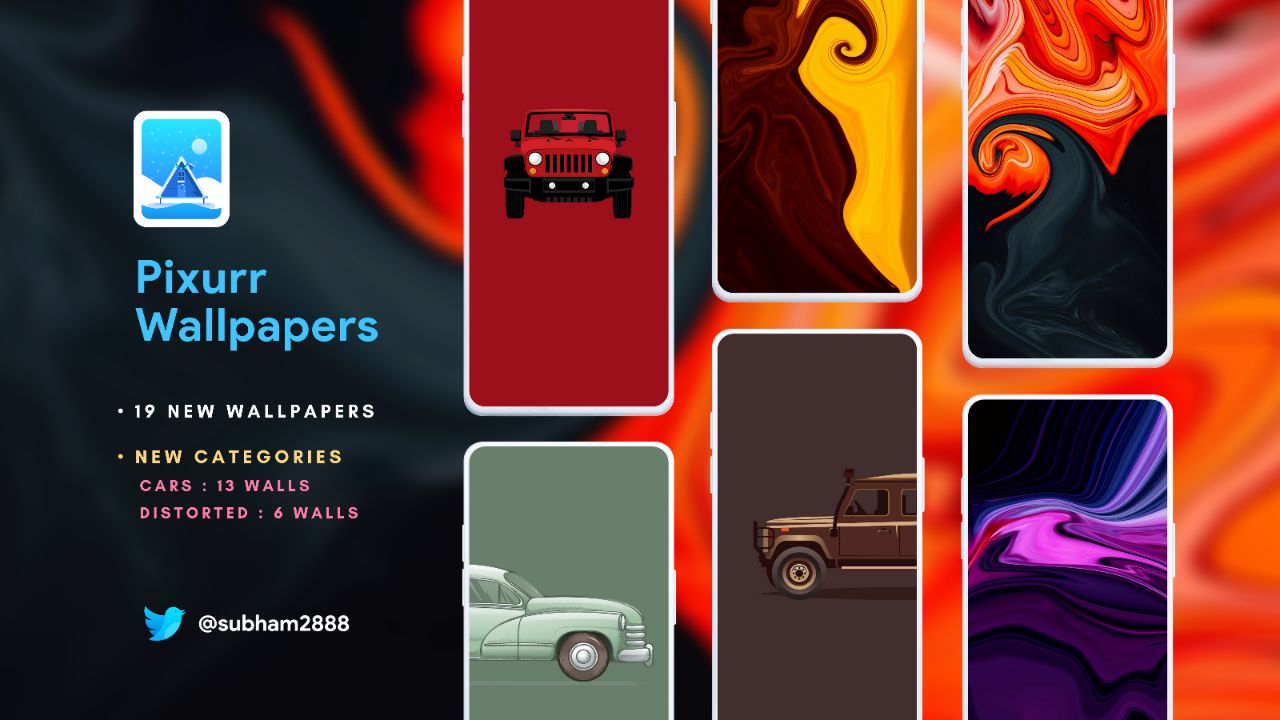 Pixurr
Wallpapers
• 19 NEW WALLPAPERS
• NEW CATEGORIES
CARS : 13 WALLS
DISTORTED : 6 WALLS
@subham2888